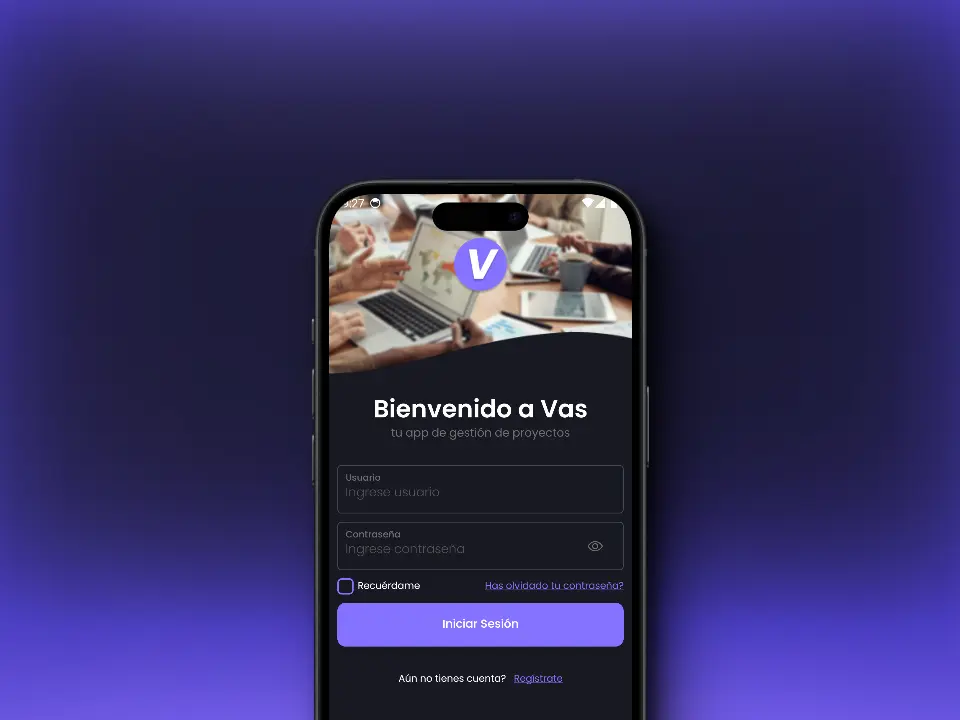 9:27
V
Bienvenido a Vas
tu app de gestión de proyectos
Usuario
Ingrese usuario
Contraseña
Ingrese contraseña
Recuérdame
Has olvidado tu contraseña?
Iniciar Sesión
Aún no tienes cuenta? Registrate